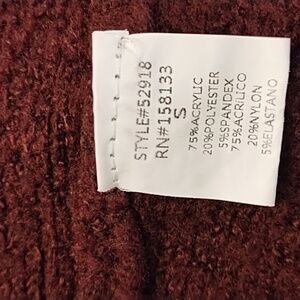 STYLE#52918
RN#158133
S
75%ACRYLIC
20%POLYESTER
5%SPANDEX
75%ACRILICO
20%NYLON
5%ELASTANO